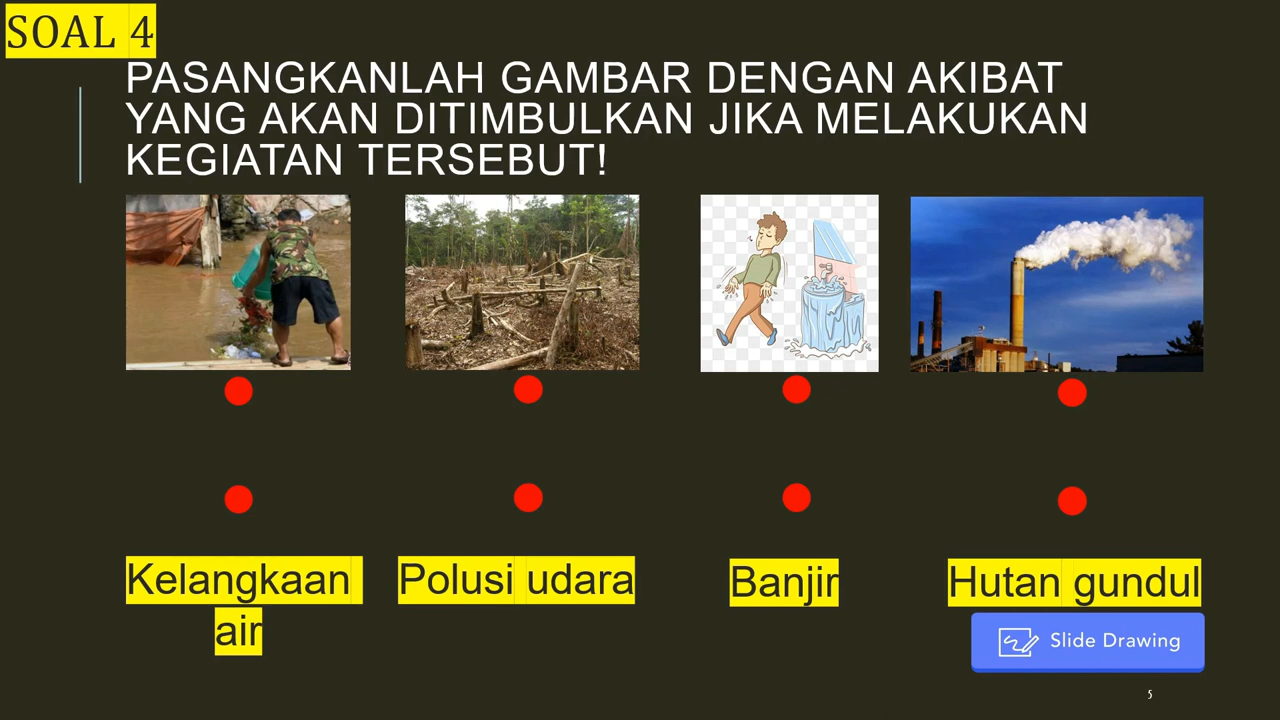 SOAL 4
PASANGKANLAH GAMBAR DENGAN AKIBAT
YANG AKAN DITIMBULKAN JIKA MELAKUKAN
KEGIATAN TERSEBUT!
Kelangkaan
air
Polusi udara
Banjir
Hutan gundul
Slide Drawing
5